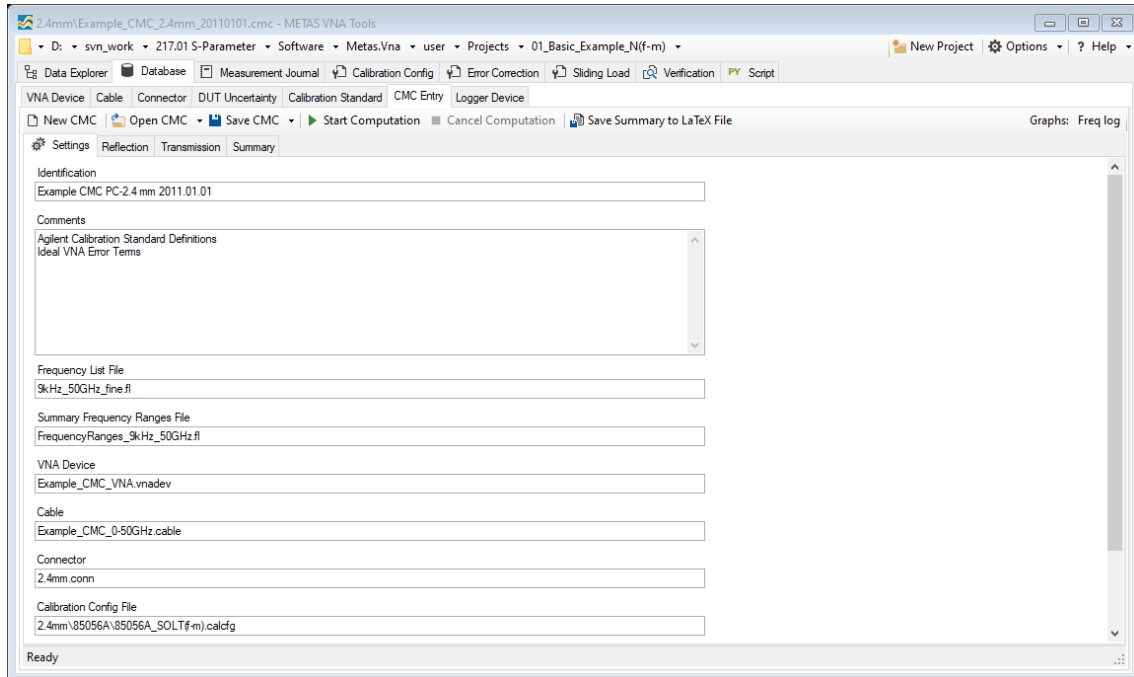 2.4mm\Example_CMC_2.4mm_20110101.cmc - METAS VNA Tools
D: svn_work 217.01 S-Parameter Software Metas.Vna user Projects 01_Basic_Example_N(f-m) New Project Options ? Help
Data Explorer Database Measurement Journal Calibration Config Error Correction Sliding Load Verification PY Script
VNA Device Cable Connector DUT Uncertainty Calibration Standard CMC Entry Logger Device
New CMC Open CMC Save CMC Start Computation Cancel Computation Save Summary to LaTeX File Graphs: Freq log
Settings Reflection Transmission Summary
Identification
Example CMC PC-2.4 mm 2011.01.01
Comments
Agilent Calibration Standard Definitions
Ideal VNA Error Terms
Frequency List File
9kHz_50GHz_fine.fl
Summary Frequency Ranges File
FrequencyRanges_9kHz_50GHz.fl
VNA Device
Example_CMC_VNA.vnadev
Cable
Example_CMC_0-50GHz.cable
Connector
2.4mm.conn
Calibration Config File
2.4mm\85056A\85056A_SOLT(f-m).calcfg
Ready